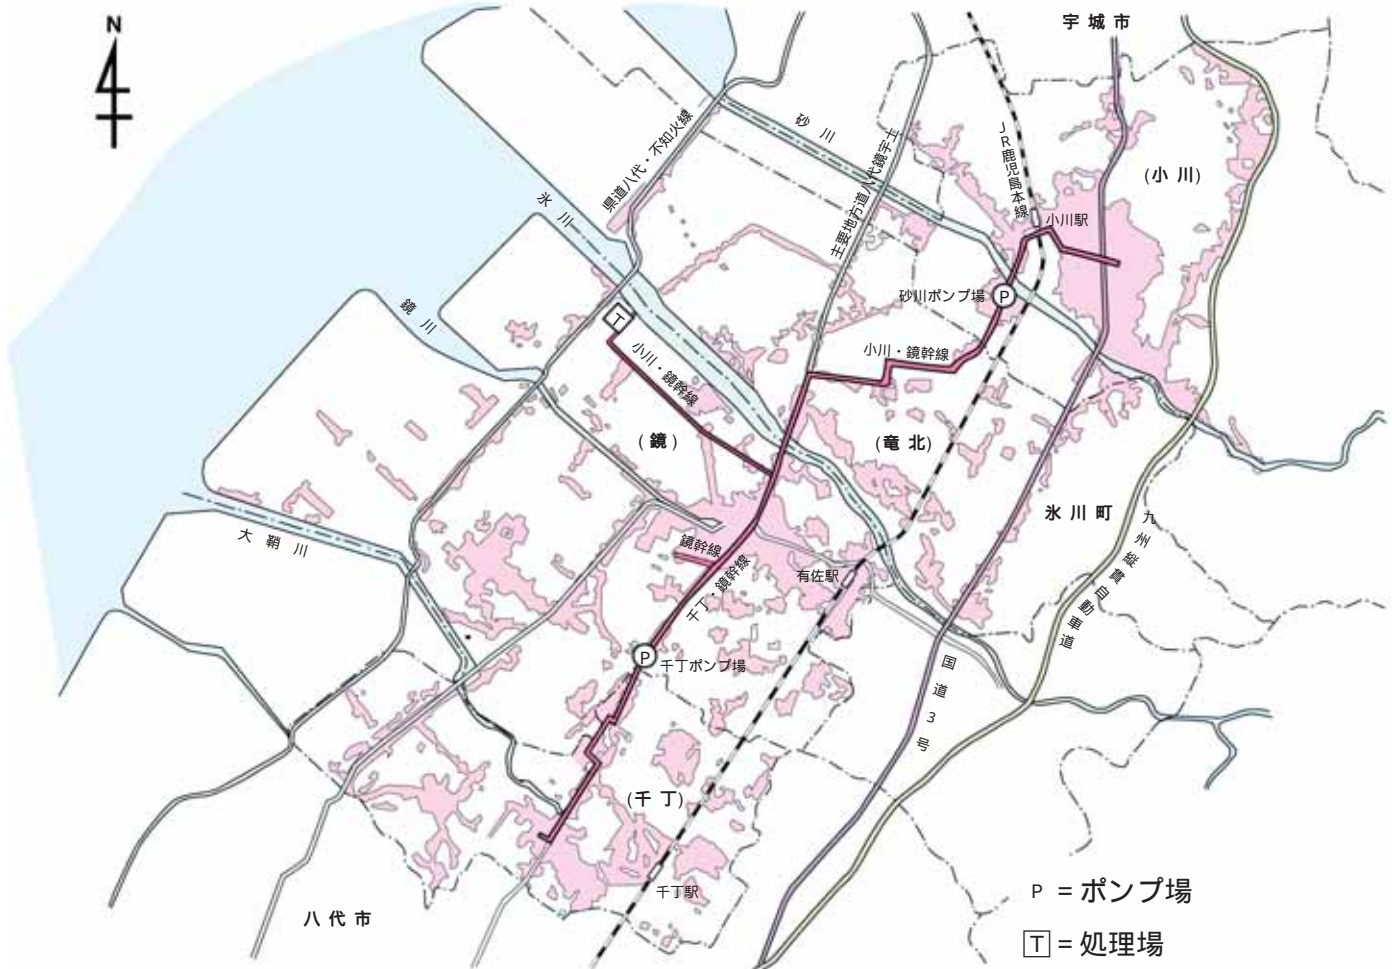 N
宇城市
砂川
県道八代・不知火線
主要地方道八代鏡宇土
JR鹿児島本線
(小川)
小川駅
氷川
砂川ポンプ場
P
鏡川
T
小川・鏡幹線
小川・鏡幹線
(鏡)
(竜北)
氷川町
九州縦貫自動車道
大鞘川
鏡幹線
千丁・鏡幹線
有佐駅
P
千丁ポンプ場
国道3号
(千丁)
千丁駅
八代市
P = ポンプ場
T = 処理場